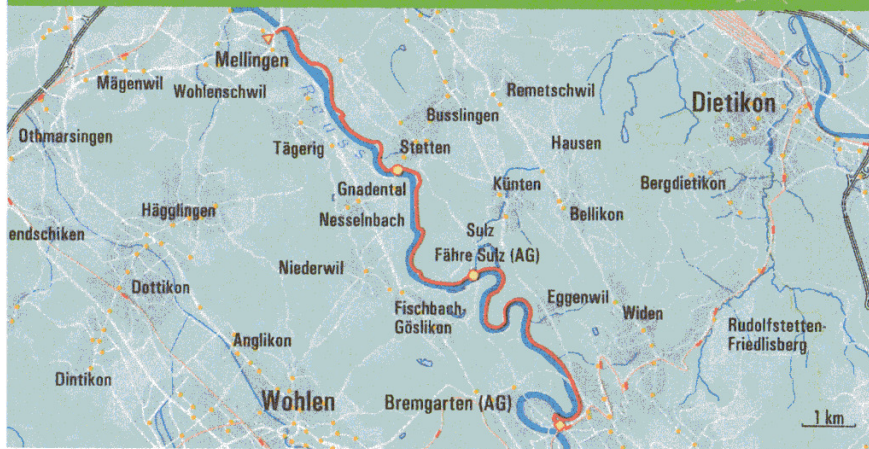 Mellingen
Mägenwil
Wohlenschwil
Reuss
Remetschwil
Dietikon
Busslingen
Othmarsingen
Tägerig
Stetten
Hausen
Gnadental
Künten
Bergdietikon
Hägglingen
Nesselnbach
Bellikon
endschiken
Sulz
Fähre Sulz (AG)
Niederwil
Dottikon
Fischbach-
Göslikon
Eggenwil
Widen
Rudolfstetten-
Friedlisberg
Anglikon
Dintikon
Wohlen
Bremgarten (AG)
1 km